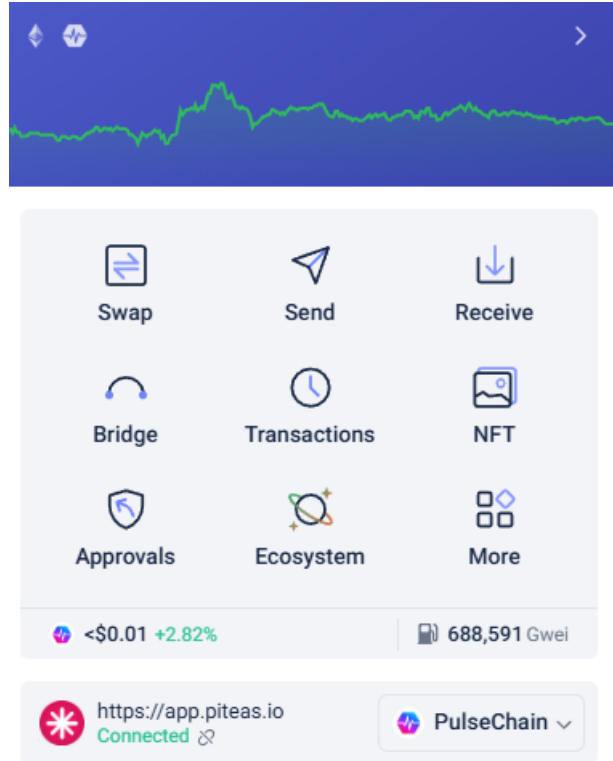 Swap Send Receive
Bridge Transactions NFT
Approvals Ecosystem More
<$0.01 +2.82% 688,591 Gwei
https://app.piteas.io
Connected
PulseChain